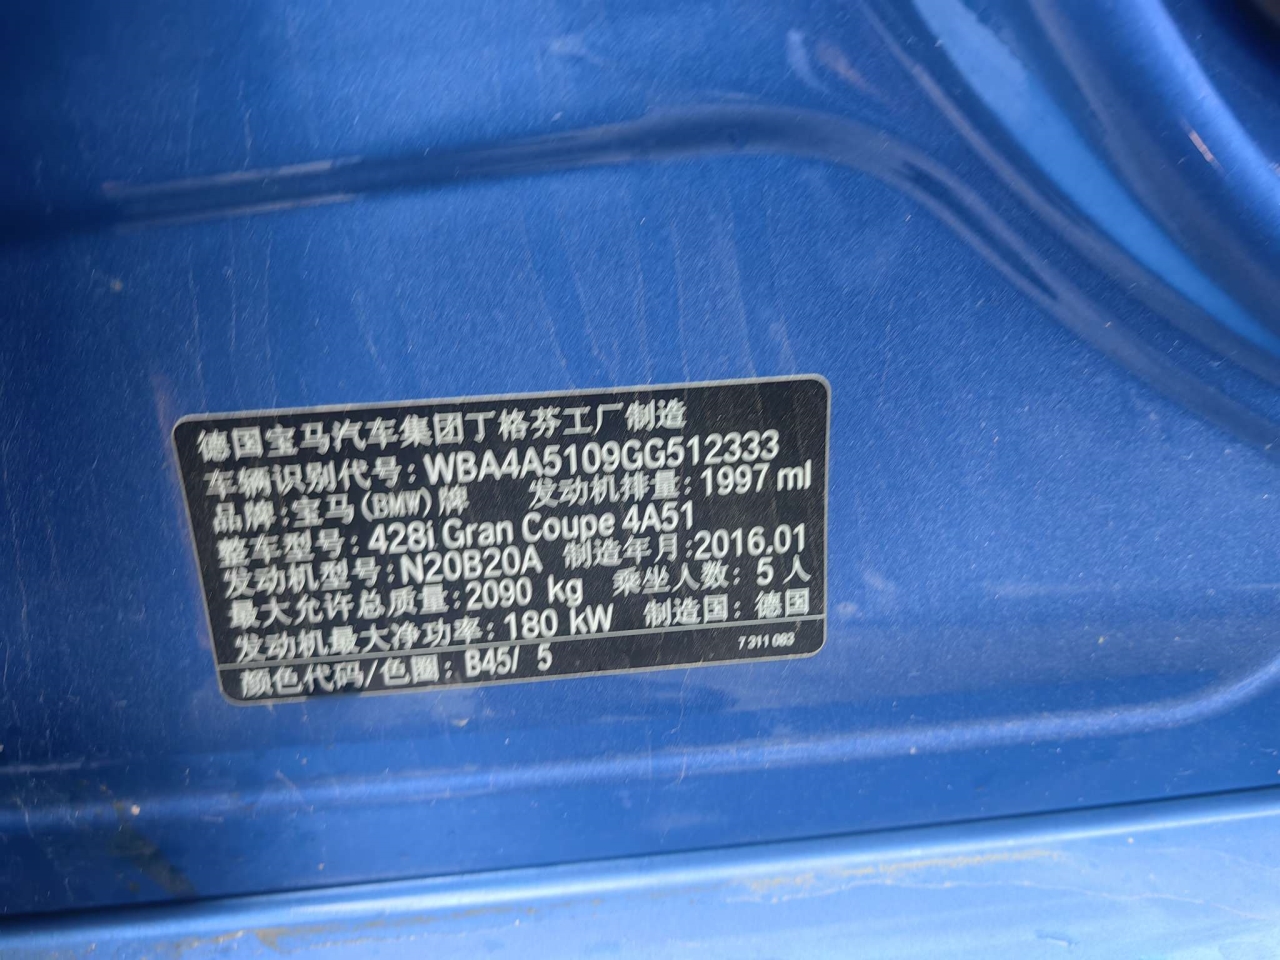 德国宝马汽车集团丁格芬工厂制造
车辆识别代号:WBA4A5109GG512333
品牌:宝马(BMW)牌 发动机排量:1997 ml
整车型号:428i Gran Coupe 4A51
发动机型号:N20B20A 制造年月:2016.01
最大允许总质量:2090 kg 乘坐人数: 5 人
发动机最大净功率:180 kW 制造国: 德国
颜色代码/色圈: B45/ 5 7 311 083